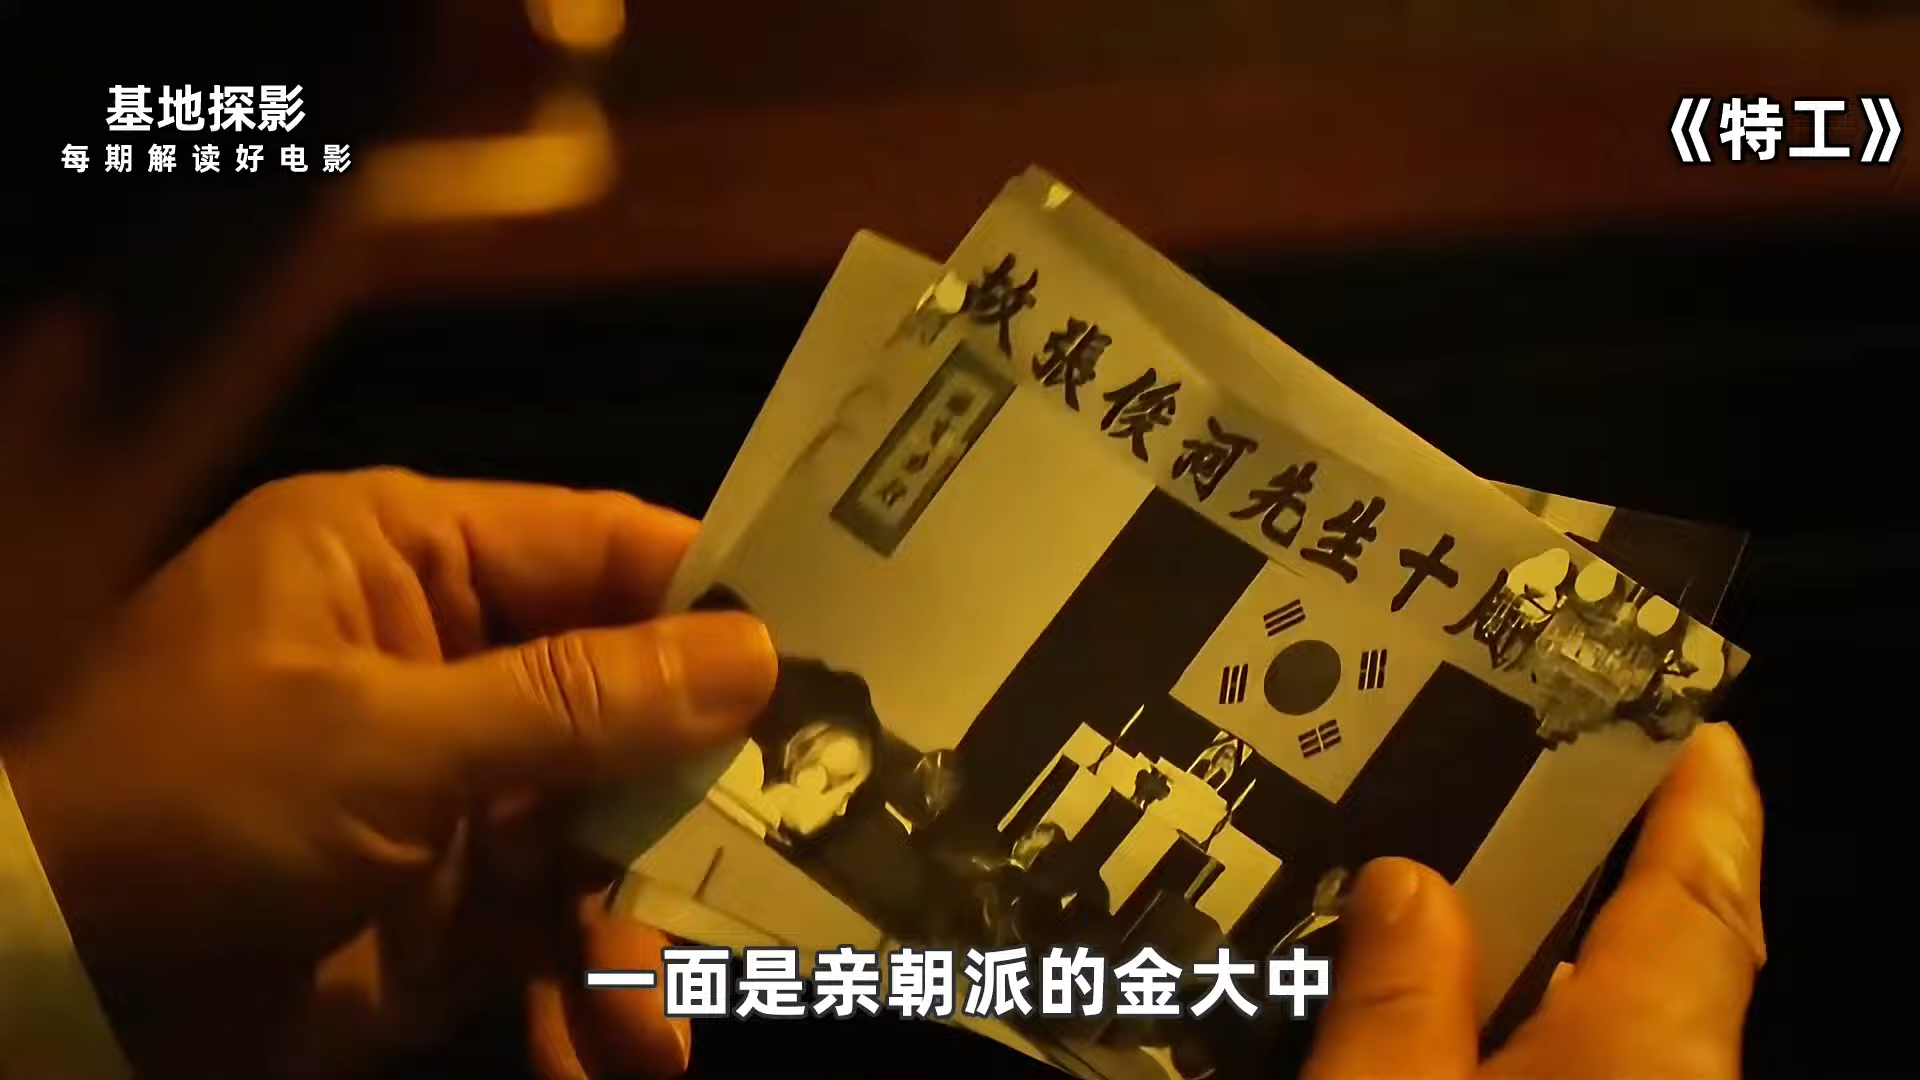 基地探影
每期解读好电影
《特工》
故張俊河先生十周
一面是亲朝派的金大中